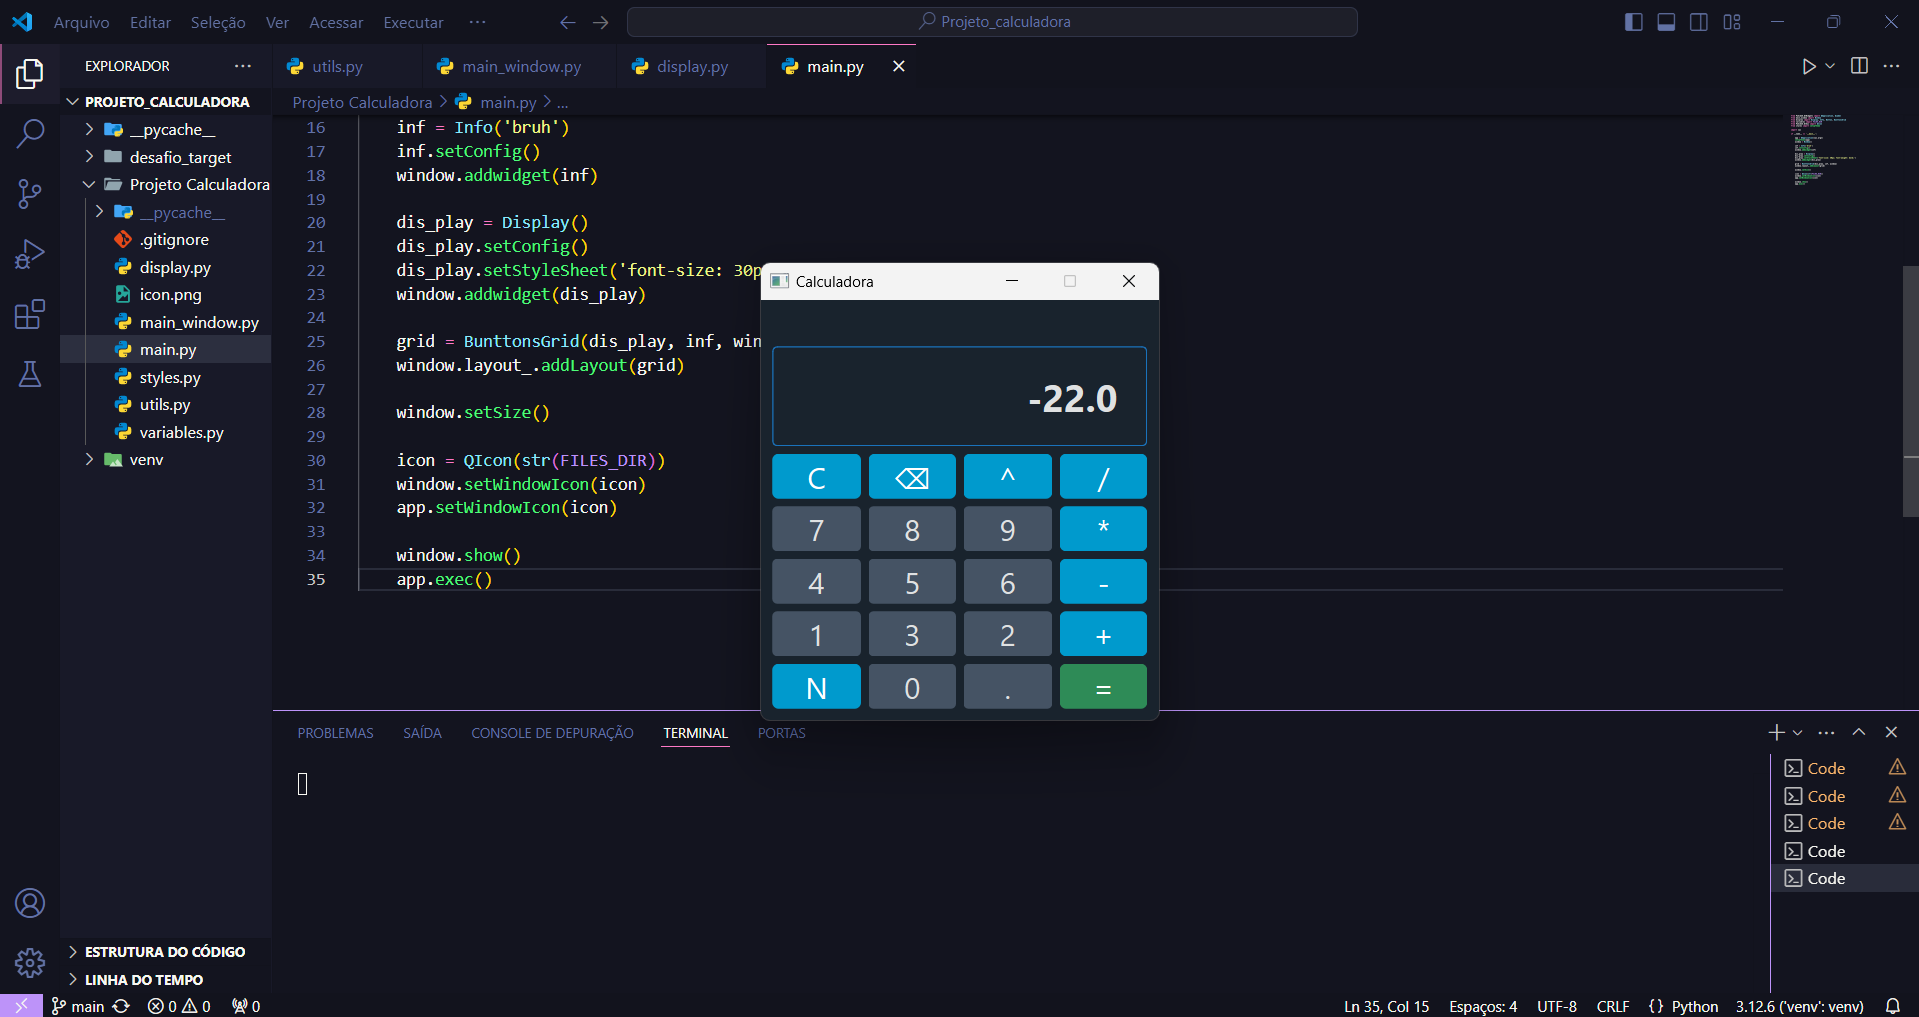 Arquivo Editar Seleção Ver Acessar Executar ··· Projeto_calculadora
EXPLORADOR ···
utils.py main_window.py display.py main.py
PROJETO_CALCULADORA
__pycache__
desafio_target
Projeto Calculadora
__pycache__
.gitignore
display.py
icon.png
main_window.py
main.py
styles.py
utils.py
variables.py
venv
ESTRUTURA DO CÓDIGO
LINHA DO TEMPO
Projeto Calculadora > main.py > ...
16 inf = Info('bruh')
17 inf.setConfig()
18 window.addwidget(inf)
19
20 dis_play = Display()
21 dis_play.setConfig()
22 dis_play.setStyleSheet('font-size: 30p
23 window.addwidget(dis_play)
24
25 grid = BunttonsGrid(dis_play, inf, win
26 window.layout_.addLayout(grid)
27
28 window.setSize()
29
30 icon = QIcon(str(FILES_DIR))
31 window.setWindowIcon(icon)
32 app.setWindowIcon(icon)
33
34 window.show()
35 app.exec()
Calculadora
-22.0
C ⌫ ^ /
7 8 9 *
4 5 6 -
1 3 2 +
N 0 . =
PROBLEMAS SAÍDA CONSOLE DE DEPURAÇÃO TERMINAL PORTAS
Code
Code
Code
Code
Code
main 0 0 0 Ln 35, Col 15 Espaços: 4 UTF-8 CRLF {} Python 3.12.6 ('venv': venv)